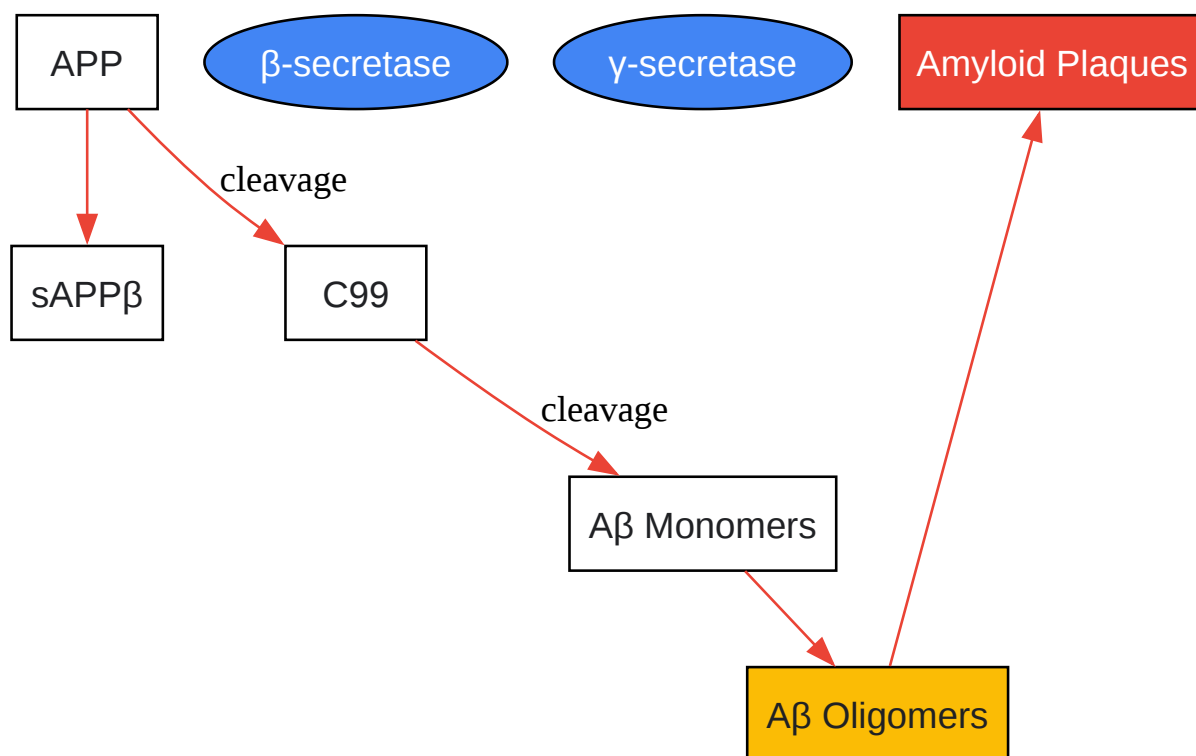 APP
β-secretase
γ-secretase
Amyloid Plaques
cleavage
sAPPβ
C99
cleavage
Aβ Monomers
Aβ Oligomers